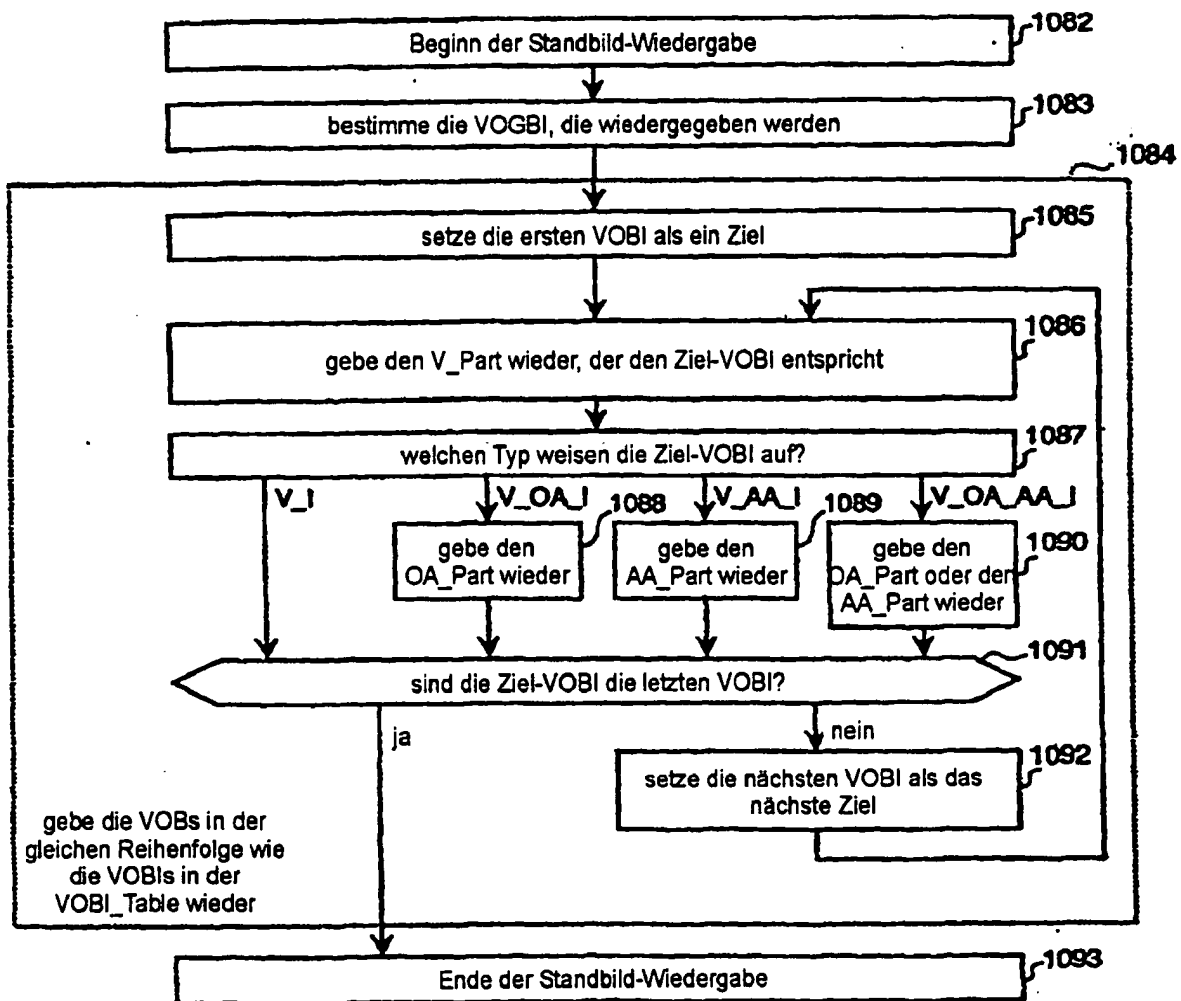 1082
Beginn der Standbild-Wiedergabe
1083
bestimme die VOGBI, die wiedergegeben werden
1084
1085
setze die ersten VOBI als ein Ziel
1086
gebe den V_Part wieder, der den Ziel-VOBI entspricht
1087
welchen Typ weisen die Ziel-VOBI auf?
V_I
V_OA_I
V_AA_I
V_OA_AA_I
1088
gebe den
OA_Part wieder
1089
gebe den
AA_Part wieder
1090
gebe den
OA_Part oder den
AA_Part wieder
1091
sind die Ziel-VOBI die letzten VOBI?
ja
nein
1092
setze die nächsten VOBI als das
nächste Ziel
gebe die VOBs in der
gleichen Reihenfolge wie
die VOBIs in der
VOBI_Table wieder
1093
Ende der Standbild-Wiedergabe